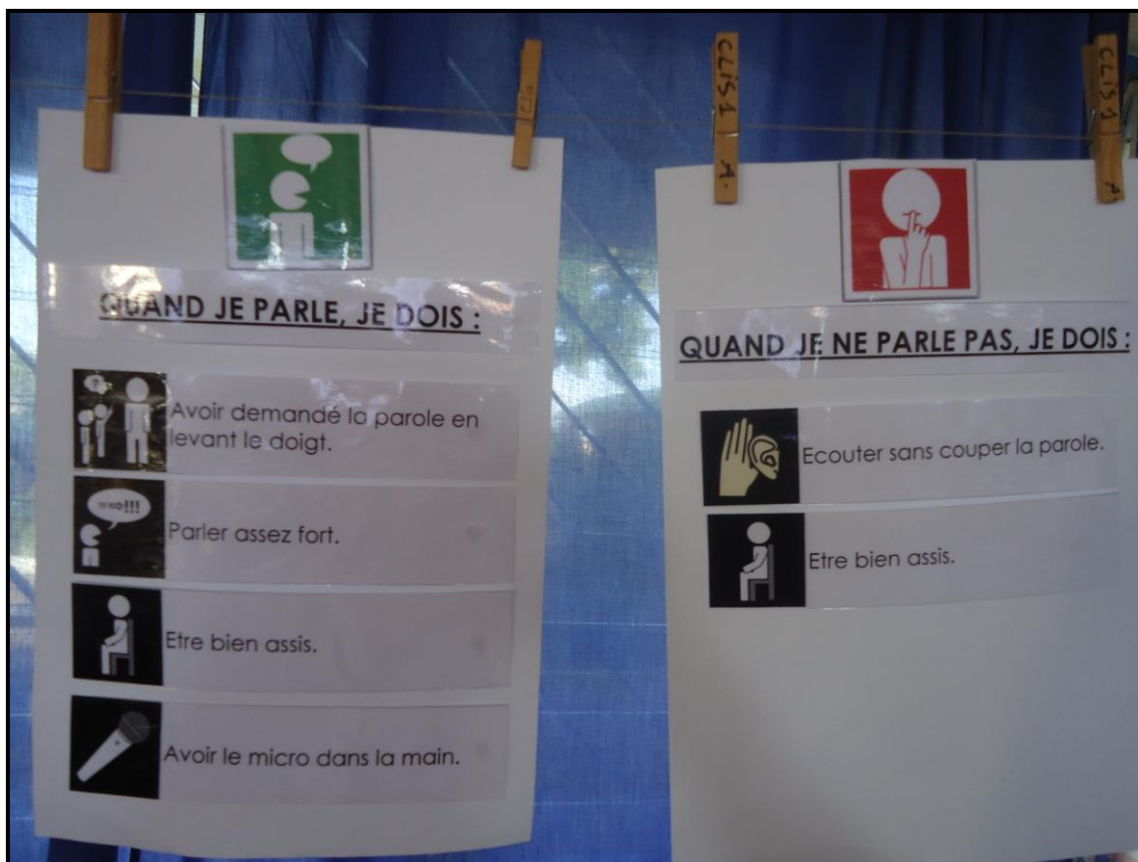 CLIS 1 A.
CLIS 1 A.
QUAND JE PARLE, JE DOIS :
?
Avoir demandé la parole en
levant le doigt.
!!!
Parler assez fort.
Etre bien assis.
Avoir le micro dans la main.
QUAND JE NE PARLE PAS, JE DOIS :
Ecouter sans couper la parole.
Etre bien assis.